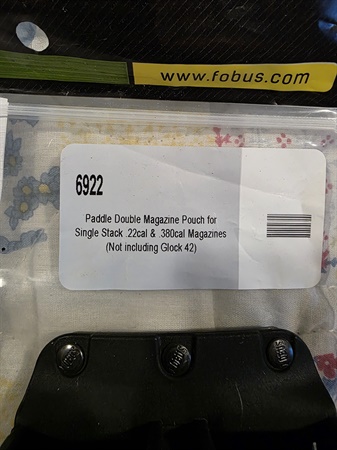 www.fobus.com
6922
Paddle Double Magazine Pouch for
Single Stack .22cal & .380cal Magazines
(Not including Glock 42)